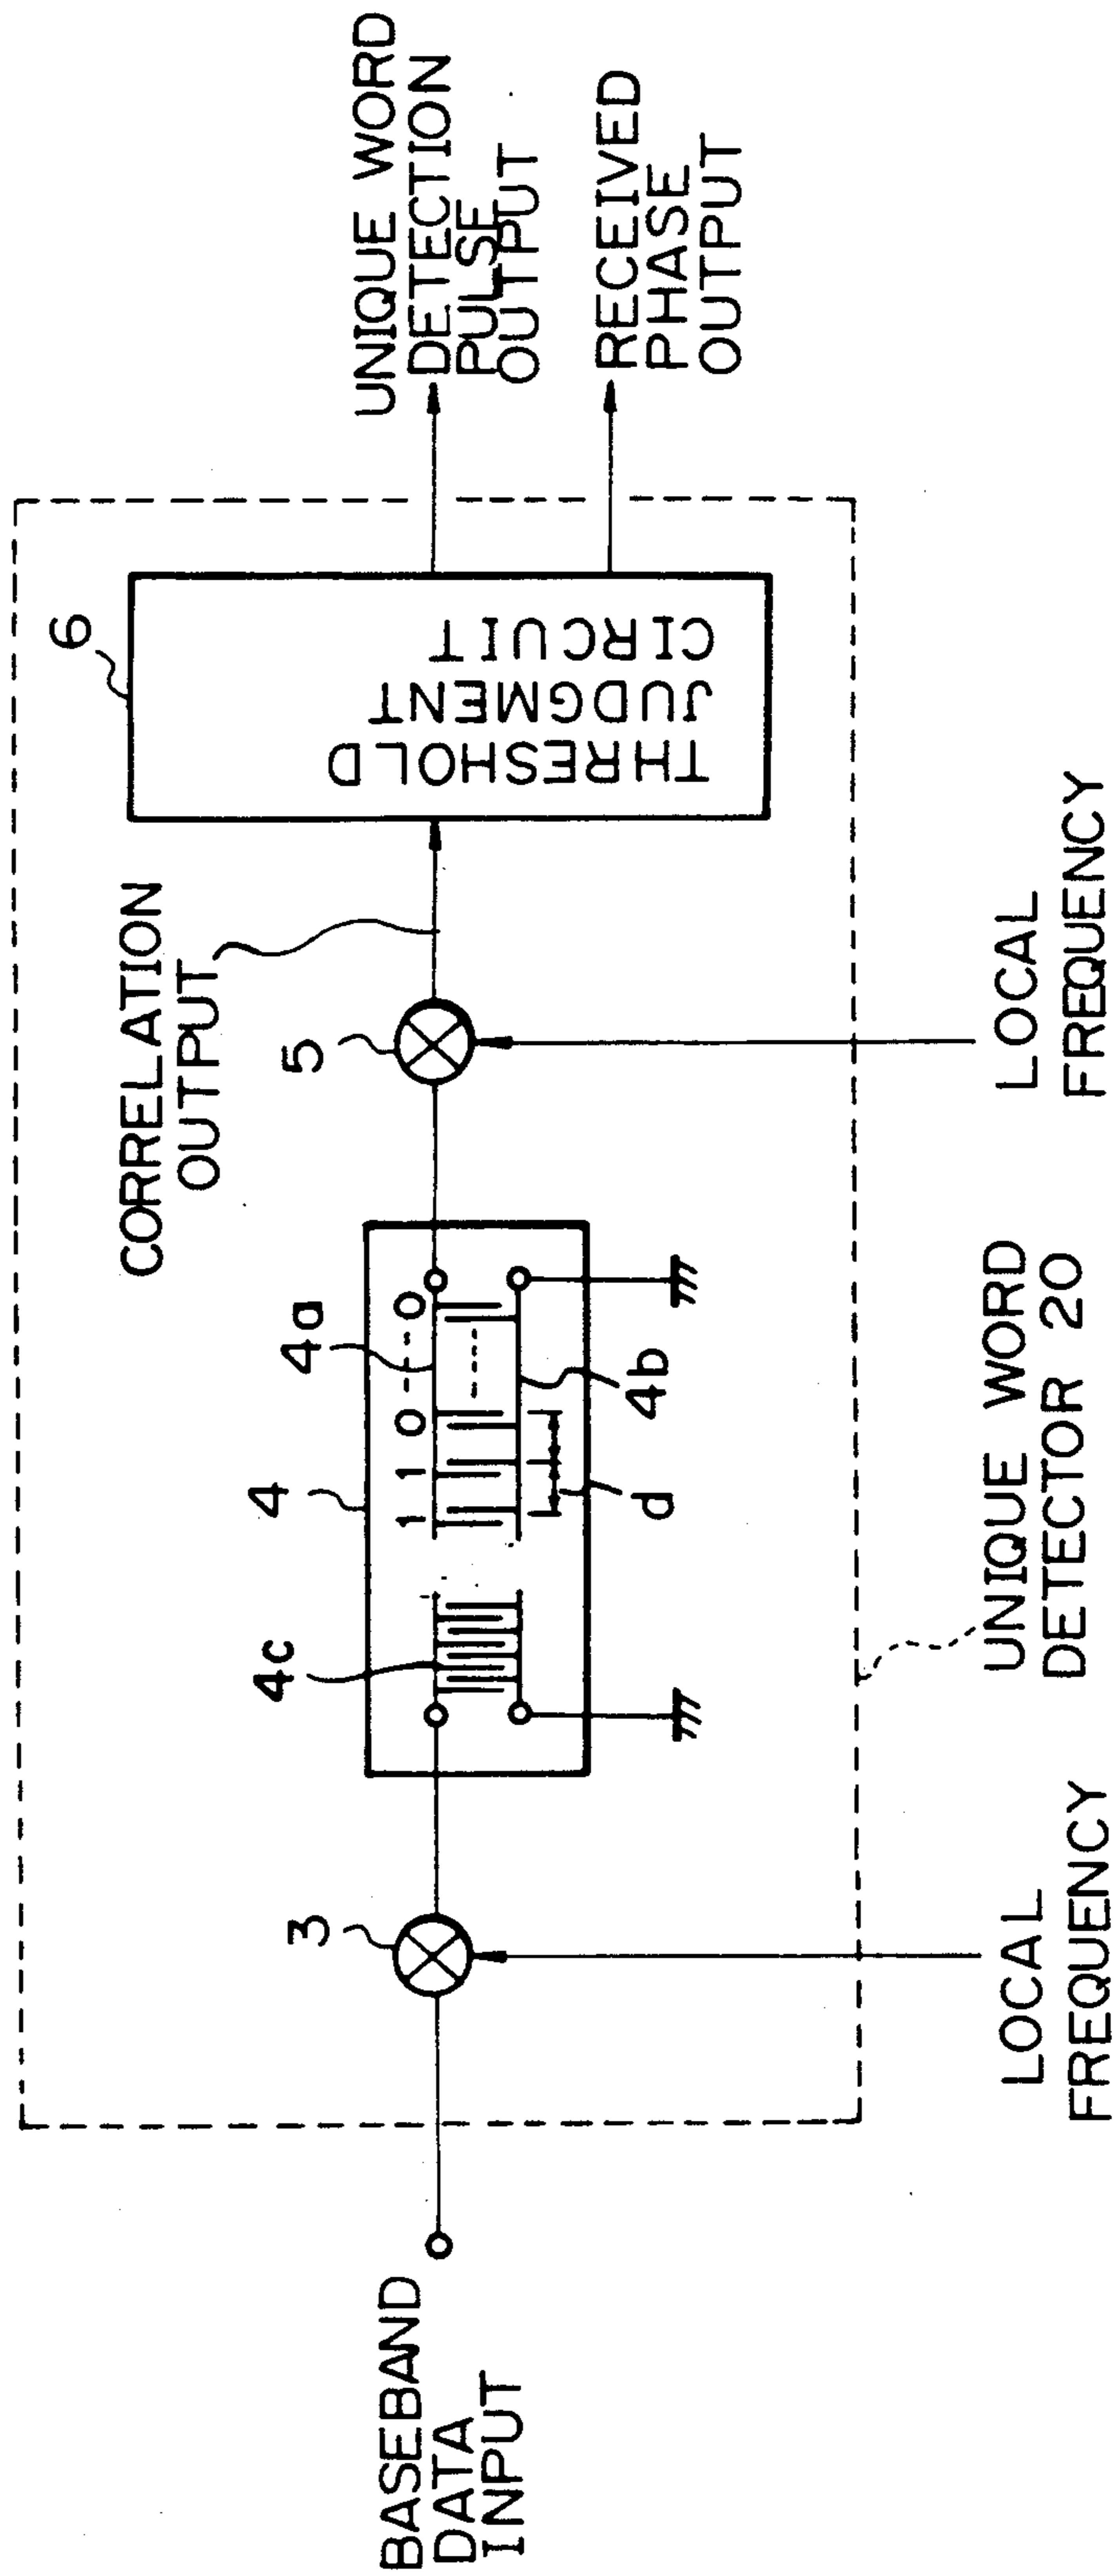 BASEBAND
DATA
INPUT
3
LOCAL
FREQUENCY
4
4c
1 1 0 --- 0
4a
4b
d
5
LOCAL
FREQUENCY
CORRELATION
OUTPUT
6
THRESHOLD
JUDGMENT
CIRCUIT
UNIQUE WORD
DETECTION
PULSE
OUTPUT
RECEIVED
PHASE
OUTPUT
UNIQUE WORD
DETECTOR 20